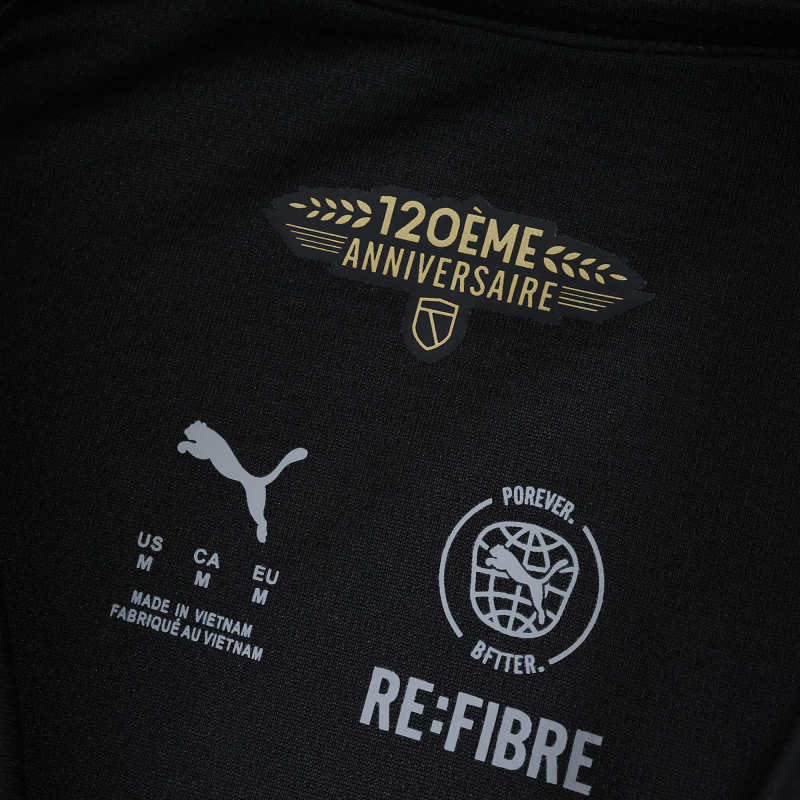 120ÈME
ANNIVERSAIRE
US
M
CA
M
EU
M
MADE IN VIETNAM
FABRIQUÉ AU VIETNAM
POREVER.
BFTTER.
RE:FIBRE